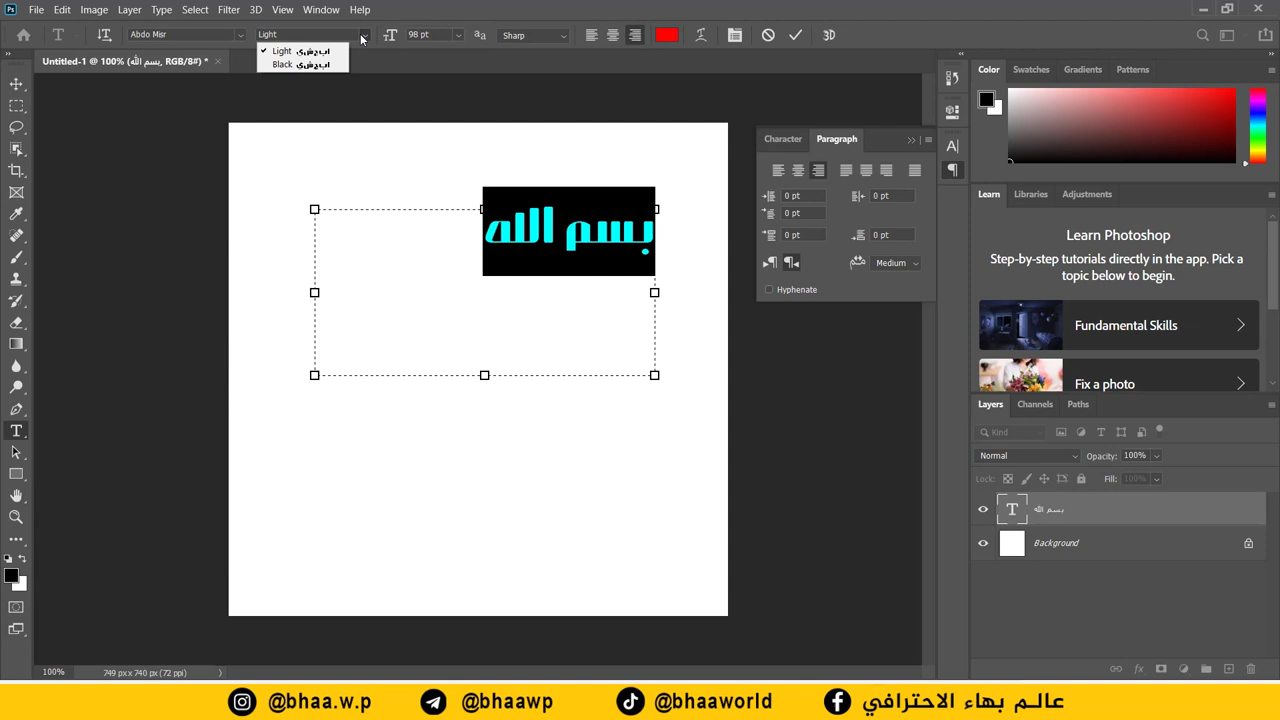 File Edit Image Layer Type Select Filter 3D View Window Help
Abdo Misr Light 98 pt Sharp 3D
Light ابجشي
Black ابجشي
Untitled-1 @ 100% (بسم الله, RGB/8#) *
بسم الله
Character Paragraph
0 pt 0 pt
0 pt
0 pt 0 pt
Medium
Hyphenate
Color Swatches Gradients Patterns
Learn Libraries Adjustments
Learn Photoshop
Step-by-step tutorials directly in the app. Pick a
topic below to begin.
Fundamental Skills
Fix a photo
Layers Channels Paths
Kind
Normal Opacity: 100%
Lock: Fill: 100%
بسم الله
Background
100% 749 px x 740 px (72 ppi)
@bhaa.w.p @bhaawp @bhaaworld عالم بهاء الاحترافي